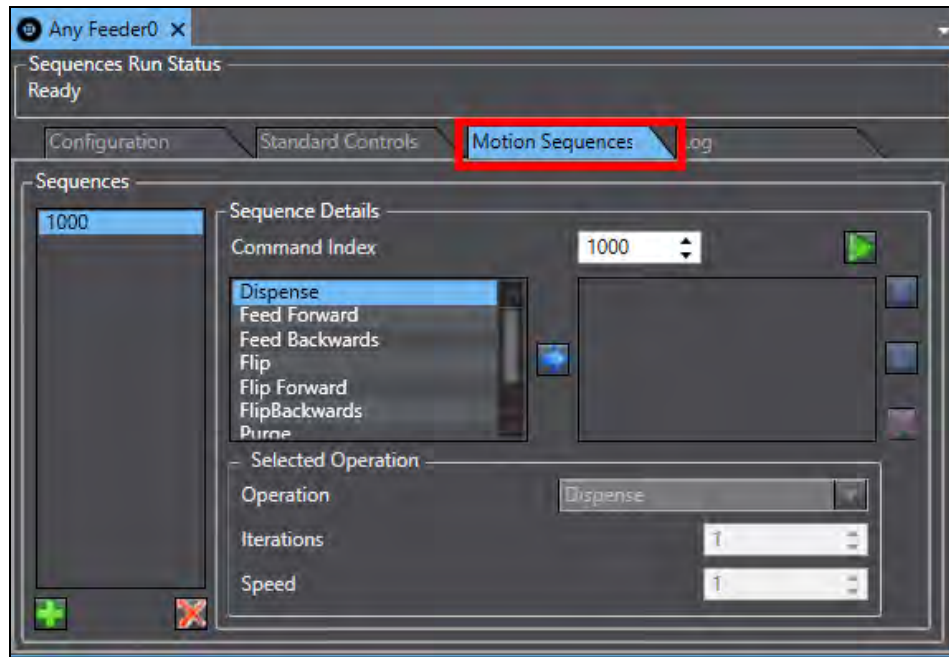 Any Feeder0
Sequences Run Status
Ready
Configuration
Standard Controls
Motion Sequences
Log
Sequences
1000
Sequence Details
Command Index
1000
Dispense
Feed Forward
Feed Backwards
Flip
Flip Forward
FlipBackwards
Purge
Selected Operation
Operation
Dispense
Iterations
1
Speed
1